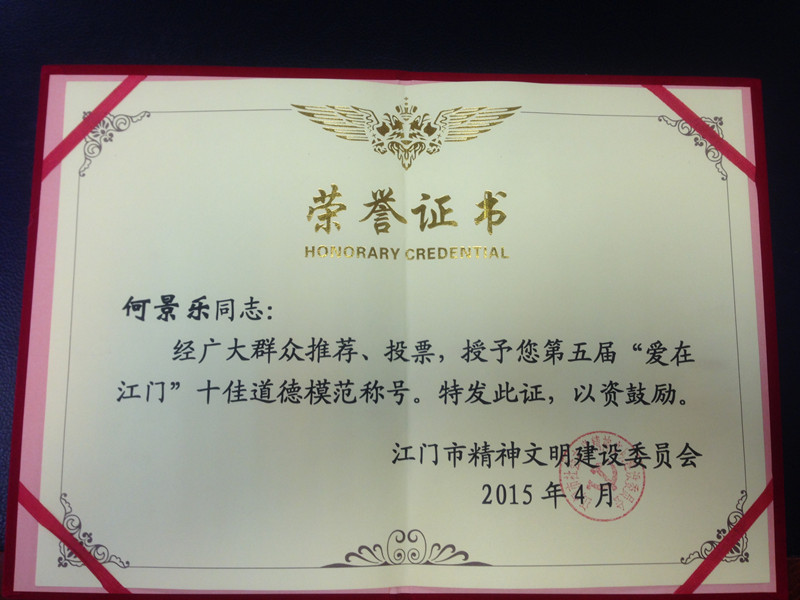 荣誉证书
HONORARY CREDENTIAL
何景乐同志：
经广大群众推荐、投票，授予您第五届“爱在
江门”十佳道德模范称号。特发此证，以资鼓励。
江门市精神文明建设委员会
2015年4月